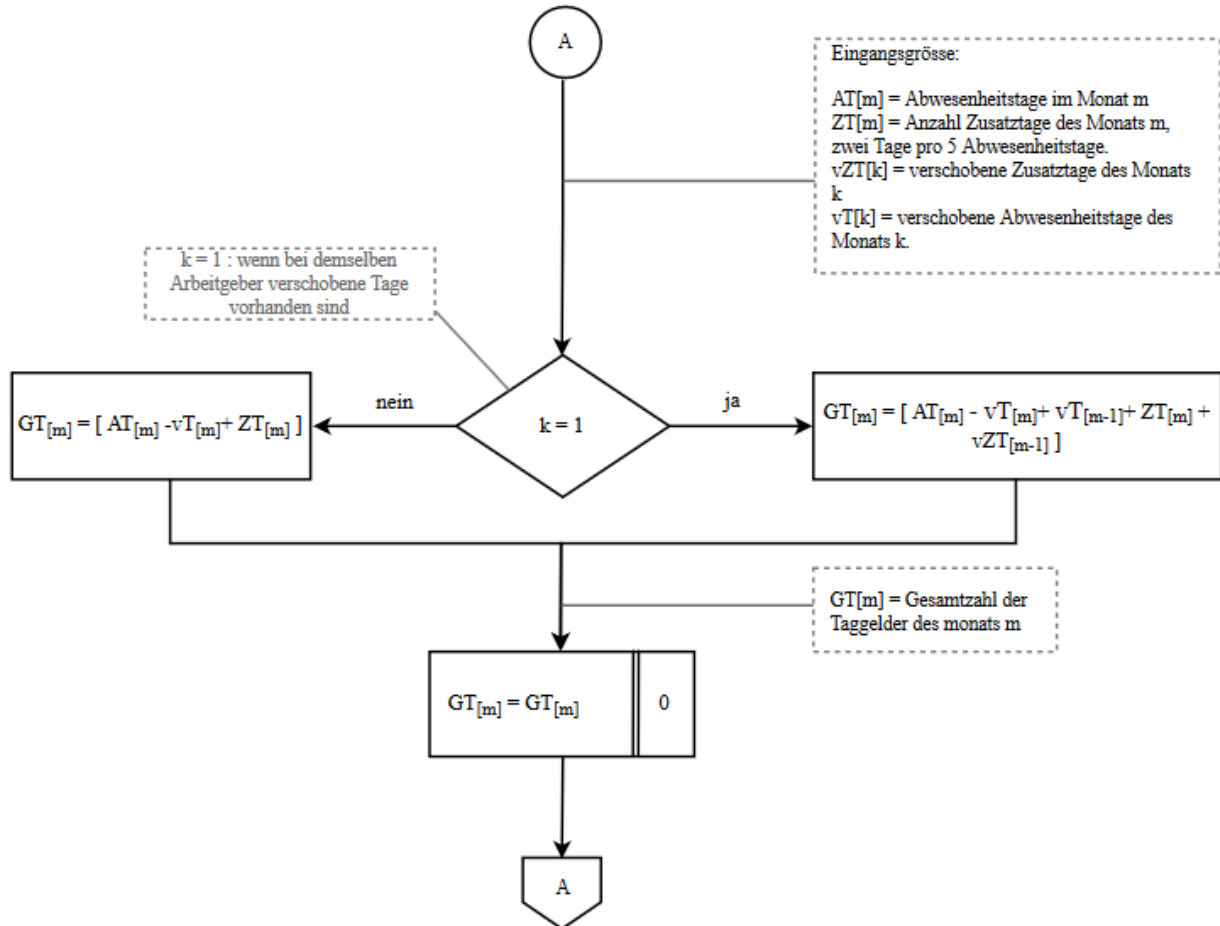 A
Eingangsgrösse:
AT[m] = Abwesenheitstage im Monat m
ZT[m] = Anzahl Zusatztage des Monats m,
zwei Tage pro 5 Abwesenheitstage.
vZT[k] = verschobene Zusatztage des Monats
k
vT[k] = verschobene Abwesenheitstage des
Monats k.
k = 1 : wenn bei demselben
Arbeitgeber verschobene Tage
vorhanden sind
GT[m] = [ AT[m] -vT[m]+ ZT[m] ]
nein
k = 1
ja
GT[m] = [ AT[m] - vT[m]+ vT[m-1]+ ZT[m] +
vZT[m-1] ]
GT[m] = Gesamtzahl der
Taggelder des monats m
GT[m] = GT[m]
0
A